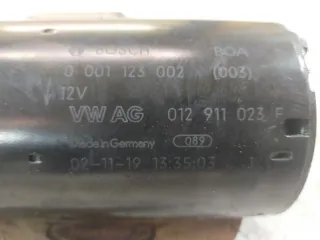 BOSCH BOA
0 001 123 002 (003)
12V
VW AG 012 911 023 F
Made in Germany 089
02-11-19 13:35:03 J